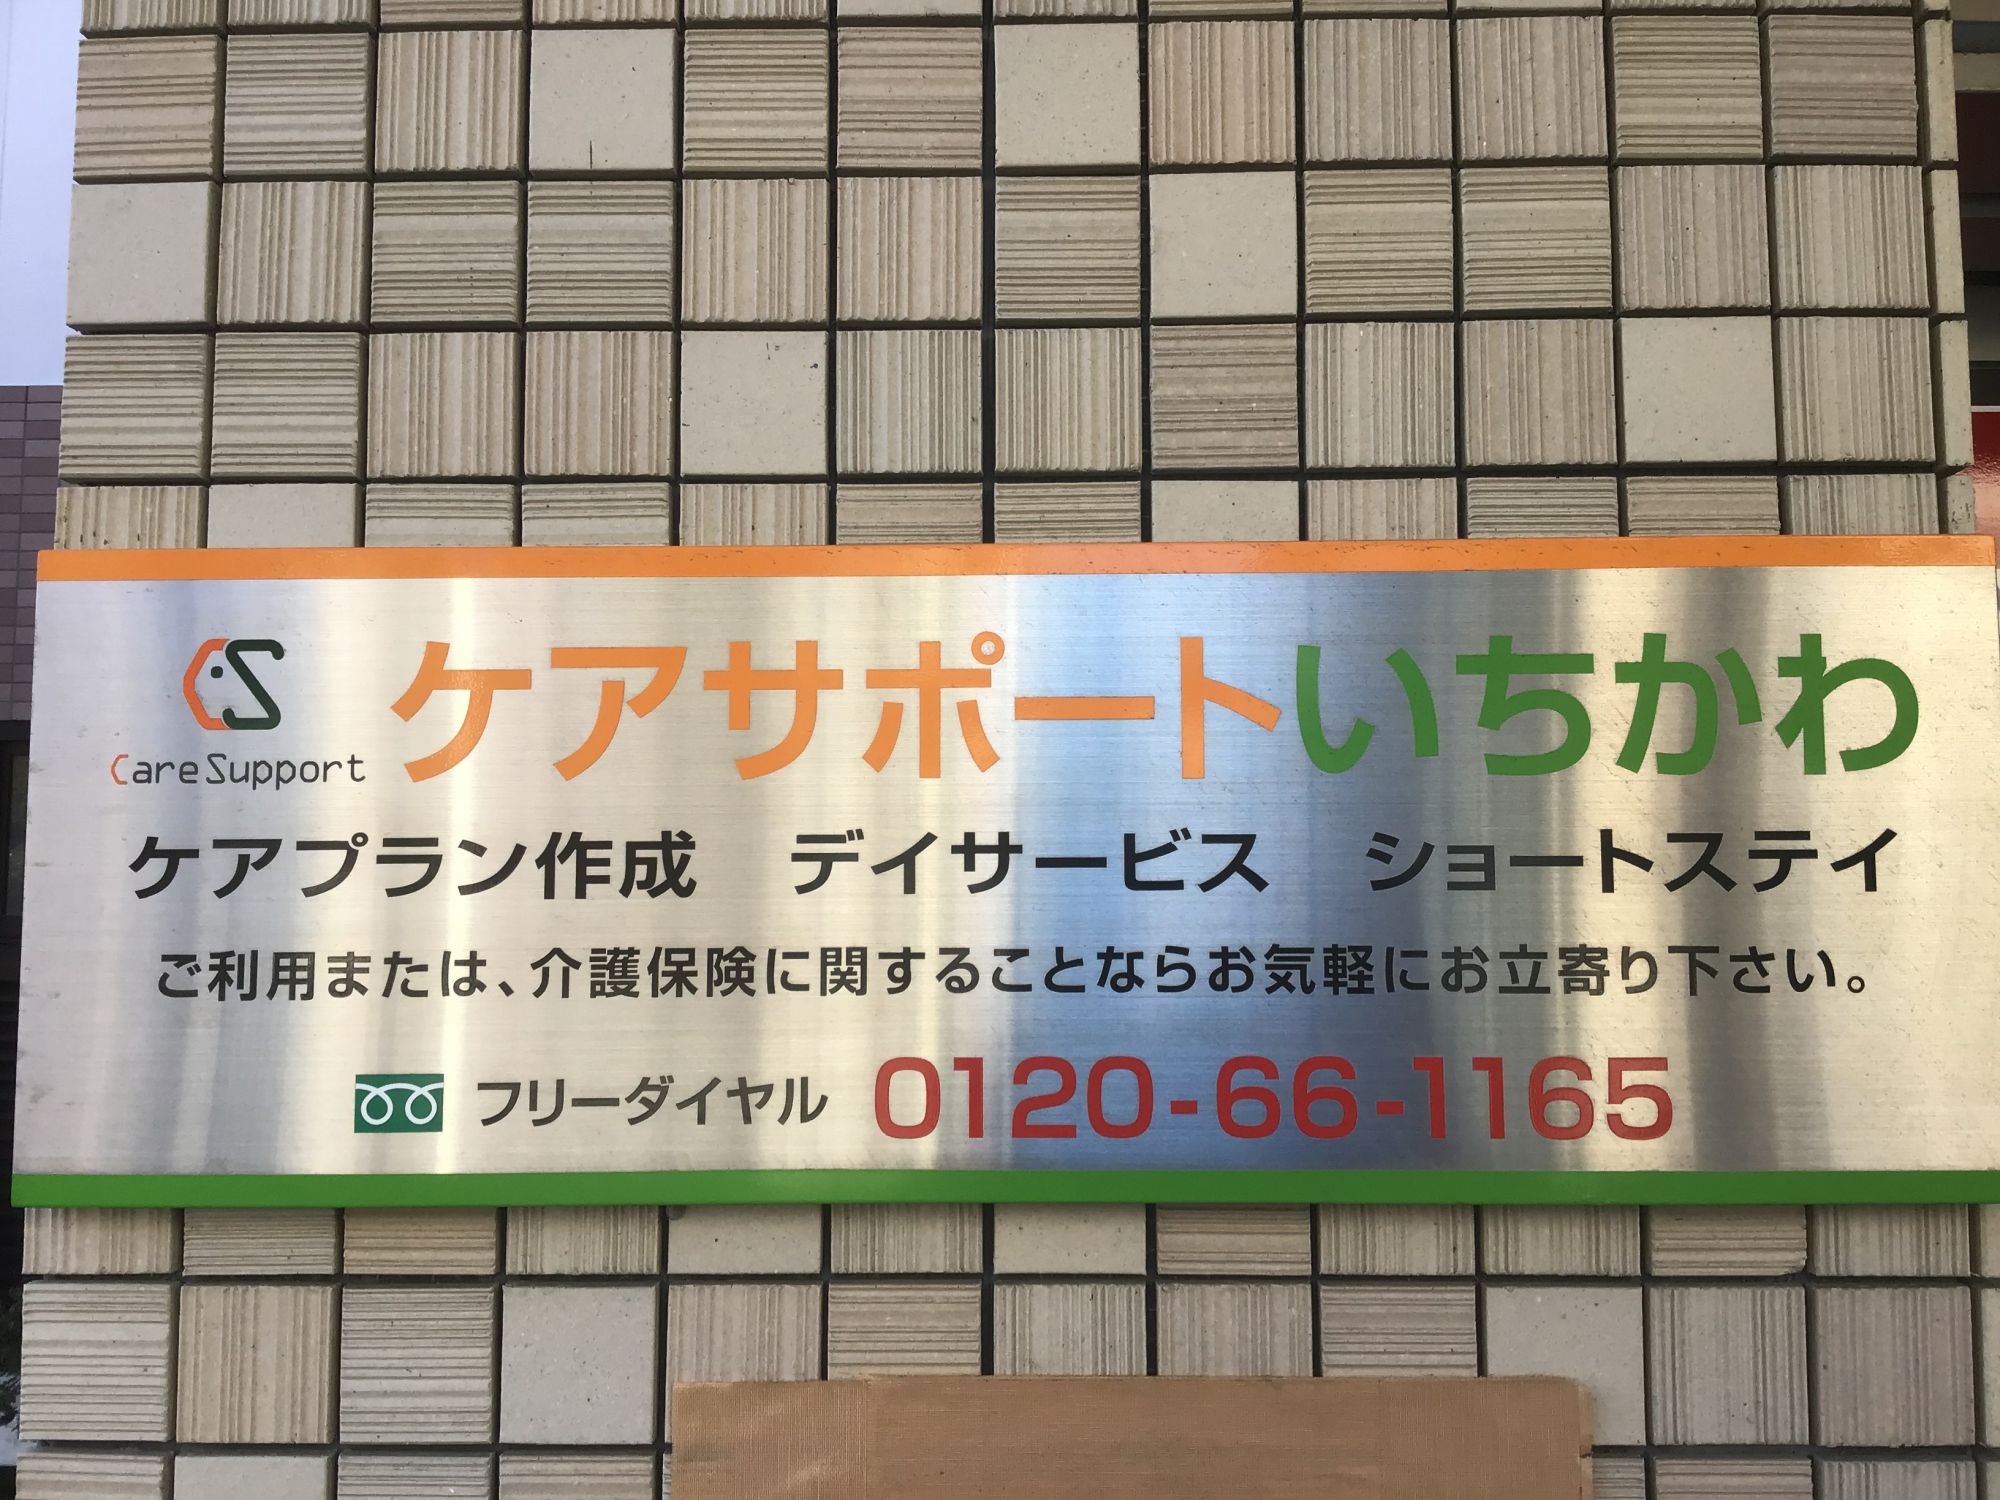 CS
Care Support
ケアサポートいちかわ
ケアプラン作成　デイサービス　ショートステイ
ご利用または、介護保険に関することならお気軽にお立寄り下さい。
フリーダイヤル 0120-66-1165